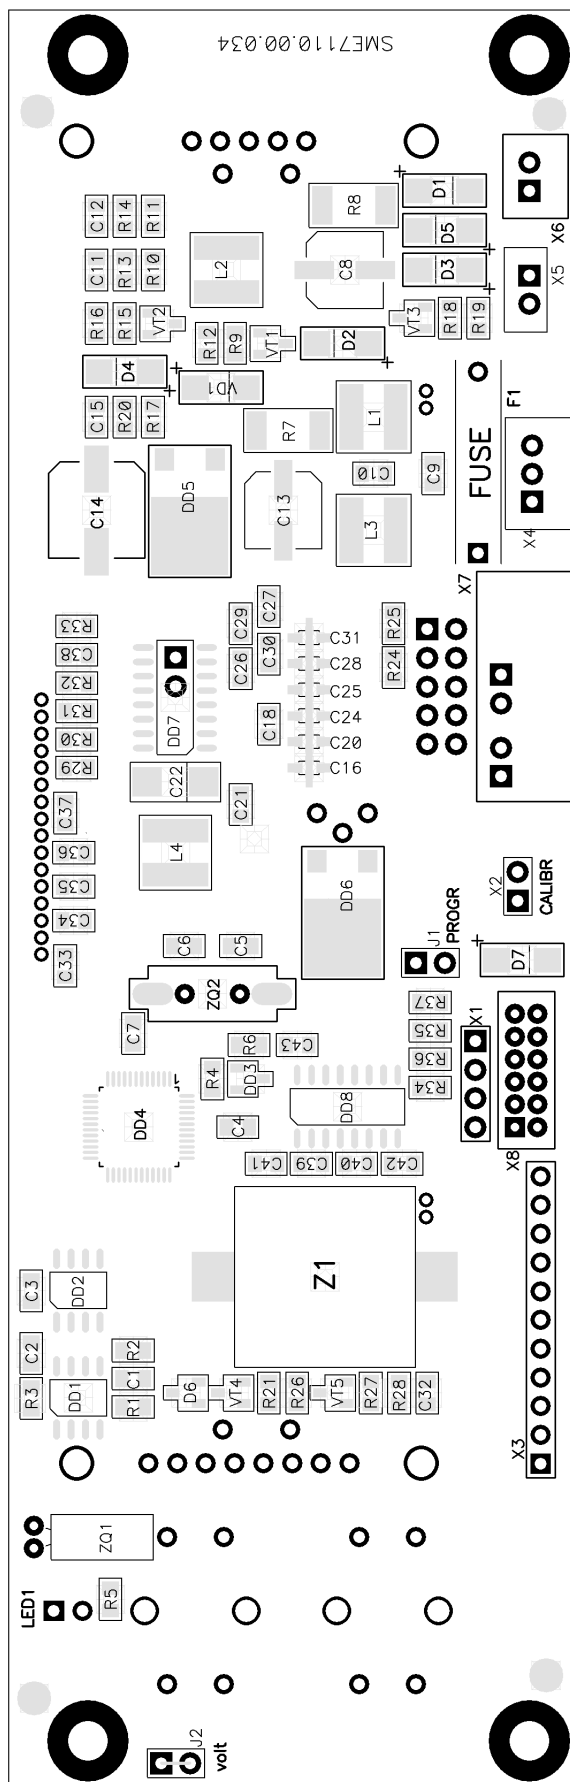 SME7110.00.034
X6
D1
R8
C12
R14
R11
D5
L2
C8
D3
X5
C11
R13
R10
R16
R15
VT2
R12
R9
VT1
D2
VT3
R18
R19
D4
VD1
F1
FUSE
C15
R20
R17
R7
L1
C10
C9
C14
DD5
C13
L3
X4
X7
R33
C38
R32
R31
R30
R29
C29
C27
C26
C30
C18
C31
C28
C25
C24
C20
C16
R25
R24
DD7
C22
C21
C37
C36
C35
C34
C33
L4
DD6
X2
CALIBR
J1
PROGR
C6
C5
D7
ZQ2
C7
R6
C43
R4
DD3
R37
R35
R36
R34
X1
DD4
C4
DD8
X8
C41
C39
C40
C42
Z1
C3
DD2
C2
R2
R3
DD1
C1
R1
D6
VT4
R21
R26
VT5
R27
R28
C32
X3
ZQ1
LED1
R5
J2
volt